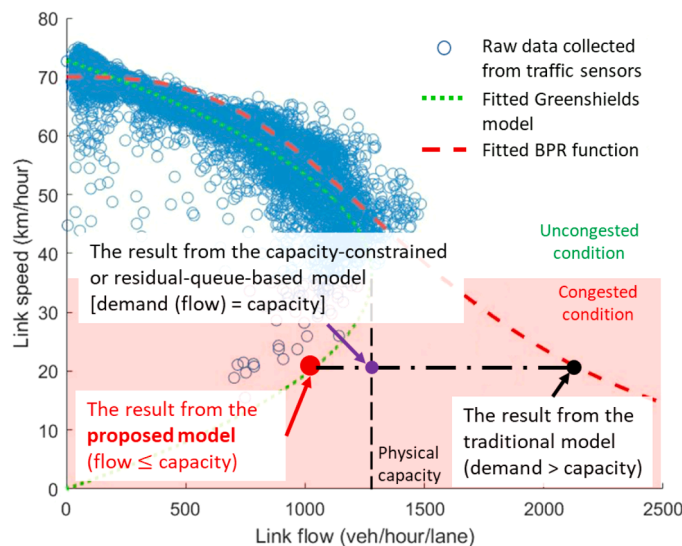 Raw data collected
from traffic sensors
Fitted Greenshields
model
Fitted BPR function
80
70
60
50
40
30
20
10
0
Link speed (km/hour)
Uncongested
condition
Congested
condition
The result from the capacity-constrained
or residual-queue-based model
[demand (flow) = capacity]
The result from the
proposed model
(flow ≤ capacity)
Physical
capacity
The result from the
traditional model
(demand > capacity)
0
500
1000
1500
2000
2500
Link flow (veh/hour/lane)